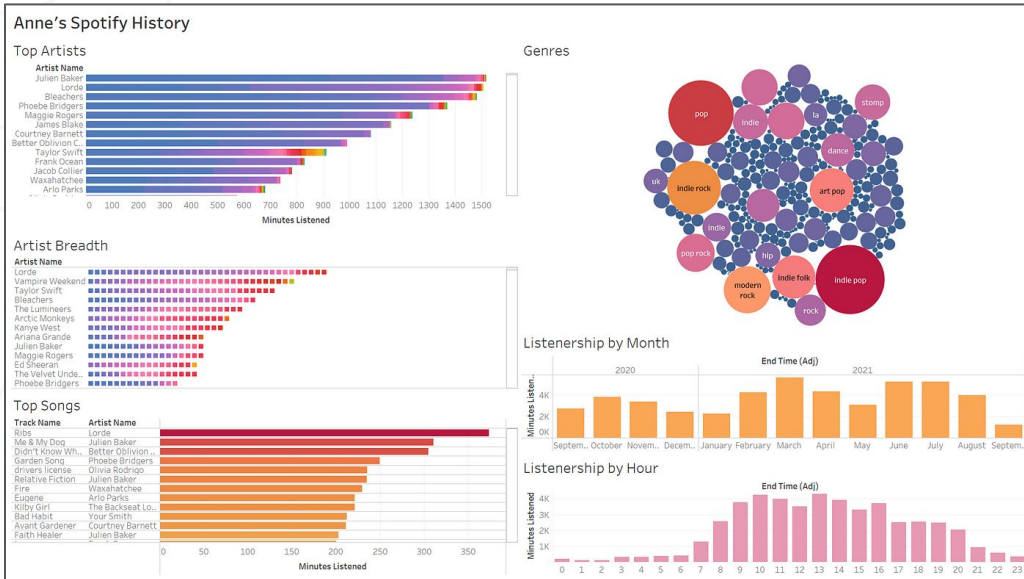 Anne's Spotify History
Top Artists
Artist Name
Julien Baker
Lorde
Bleachers
Phoebe Bridgers
Maggie Rogers
James Blake
Courtney Barnett
Better Oblivion C..
Taylor Swift
Frank Ocean
Jacob Collier
Waxahatchee
Arlo Parks
0 100 200 300 400 500 600 700 800 900 1000 1100 1200 1300 1400 1500
Minutes Listened
Artist Breadth
Artist Name
Lorde
Vampire Weekend
Taylor Swift
Bleachers
The Lumineers
Arctic Monkeys
Kanye West
Ariana Grande
Julien Baker
Maggie Rogers
Ed Sheeran
The Velvet Unde..
Phoebe Bridgers
Top Songs
Track Name Artist Name
Ribs Lorde
Me & My Dog Julien Baker
Didn't Know Wh.. Better Oblivion ..
Garden Song Phoebe Bridgers
drivers license Olivia Rodrigo
Relative Fiction Julien Baker
Fire Waxahatchee
Eugene Arlo Parks
Kilby Girl The Backseat Lo..
Bad Habit Your Smith
Avant Gardener Courtney Barnett
Faith Healer Julien Baker
0 50 100 150 200 250 300 350
Minutes Listened
Genres
pop
indie
la
stomp
dance
uk
indie rock
art pop
indie
pop rock
hip
modern
rock
indie folk
indie pop
rock
Listenership by Month
End Time (Adj)
2020 2021
Minutes Listen..
4K
2K
0K
Septem.. October Novem.. Decem.. January February March April May June July August Septem..
Listenership by Hour
End Time (Adj)
Minutes Listened
4K
3K
2K
1K
0 1 2 3 4 5 6 7 8 9 10 11 12 13 14 15 16 17 18 19 20 21 22 23